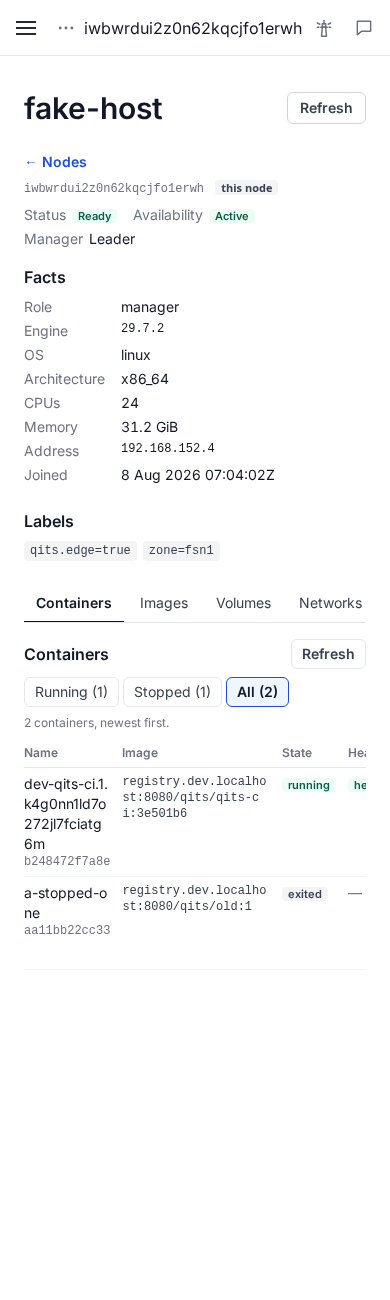 ... iwbwrdui2z0n62kqcjfo1erwh
fake-host
Refresh
← Nodes
iwbwrdui2z0n62kqcjfo1erwh this node
Status Ready Availability Active
Manager Leader
Facts
Role manager
Engine 29.7.2
OS linux
Architecture x86_64
CPUs 24
Memory 31.2 GiB
Address 192.168.152.4
Joined 8 Aug 2026 07:04:02Z
Labels
qits.edge=true zone=fsn1
Containers Images Volumes Networks
Containers
Refresh
Running (1) Stopped (1) All (2)
2 containers, newest first.
Name Image State Hea
dev-qits-ci.1. registry.dev.localho running he
k4g0nn1ld7o st:8080/qits/qits-c
272jl7fciatg i:3e501b6
6m
b248472f7a8e
a-stopped-o registry.dev.localho exited —
ne st:8080/qits/old:1
aa11bb22cc33